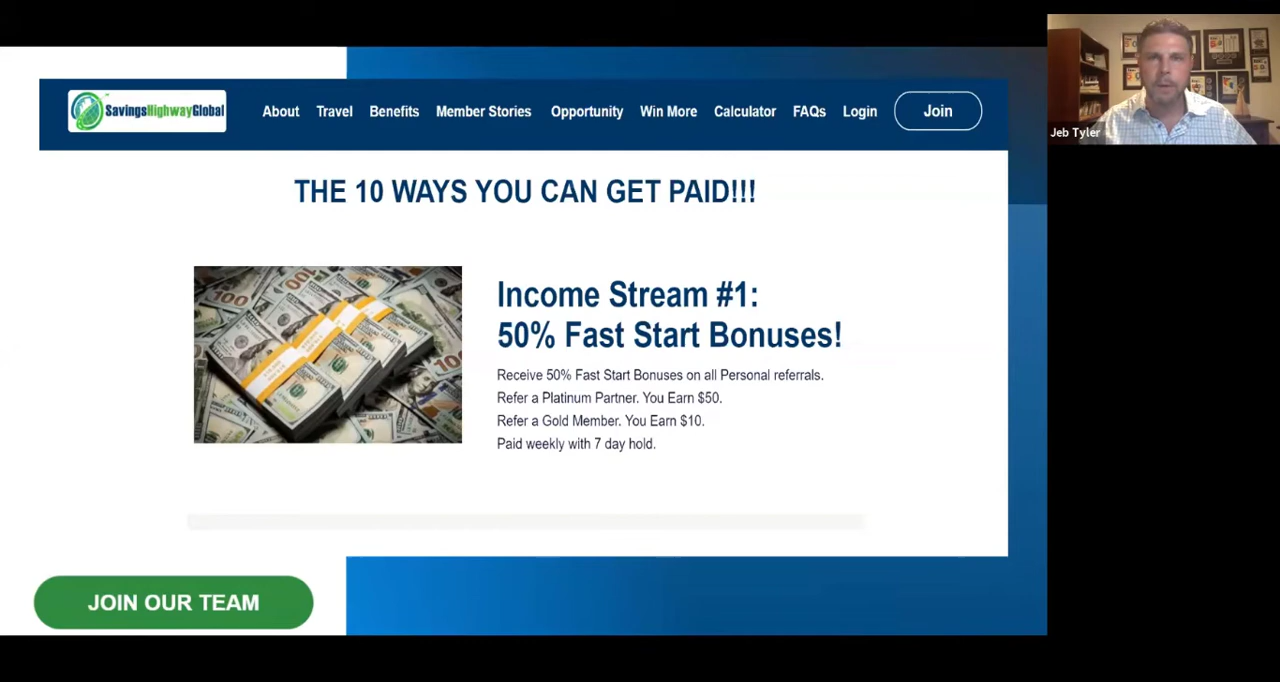 SavingsHighwayGlobal
About Travel Benefits Member Stories Opportunity Win More Calculator FAQs Login Join
Jeb Tyler
THE 10 WAYS YOU CAN GET PAID!!!
Income Stream #1:
50% Fast Start Bonuses!
Receive 50% Fast Start Bonuses on all Personal referrals.
Refer a Platinum Partner. You Earn $50.
Refer a Gold Member. You Earn $10.
Paid weekly with 7 day hold.
100
100
JOIN OUR TEAM